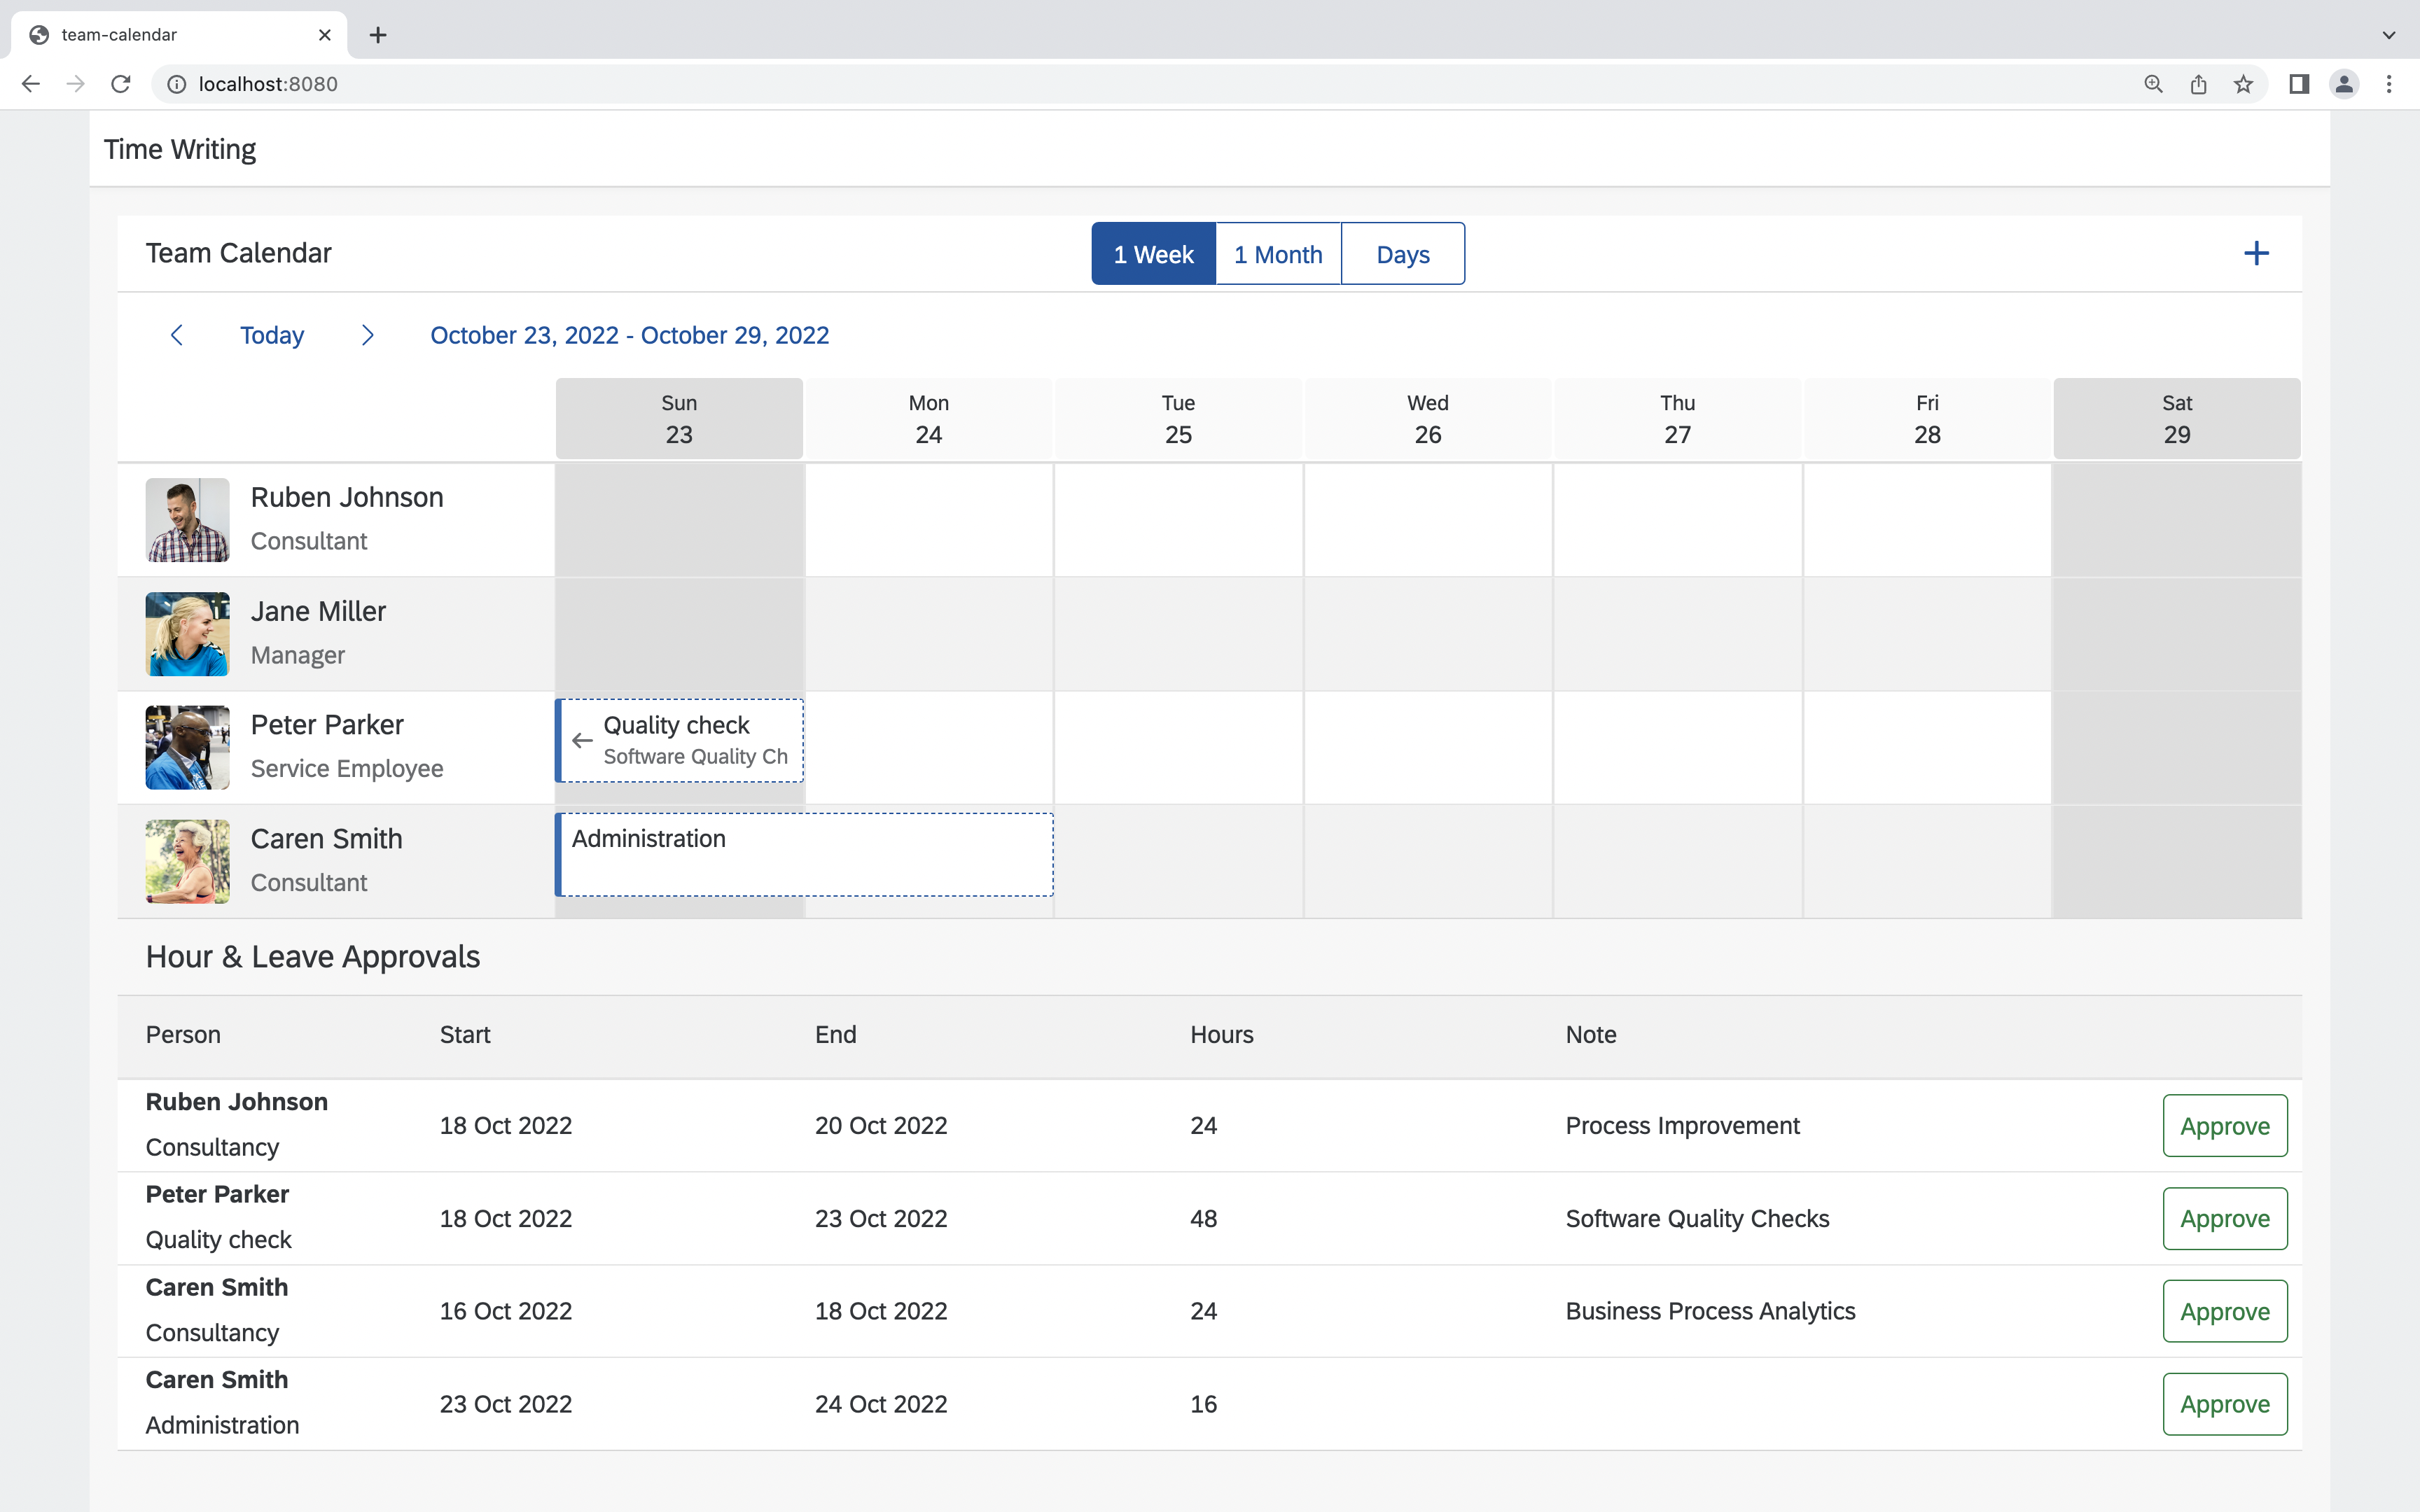 team-calendar
localhost:8080
Time Writing
Team Calendar
1 Week
1 Month
Days
Today
October 23, 2022 - October 29, 2022
Sun
23
Mon
24
Tue
25
Wed
26
Thu
27
Fri
28
Sat
29
Ruben Johnson
Consultant
Jane Miller
Manager
Peter Parker
Service Employee
Quality check
Software Quality Ch
Caren Smith
Consultant
Administration
Hour & Leave Approvals
Person Start End Hours Note
Ruben Johnson
Consultancy
18 Oct 2022
20 Oct 2022
24
Process Improvement
Approve
Peter Parker
Quality check
18 Oct 2022
23 Oct 2022
48
Software Quality Checks
Approve
Caren Smith
Consultancy
16 Oct 2022
18 Oct 2022
24
Business Process Analytics
Approve
Caren Smith
Administration
23 Oct 2022
24 Oct 2022
16
Approve